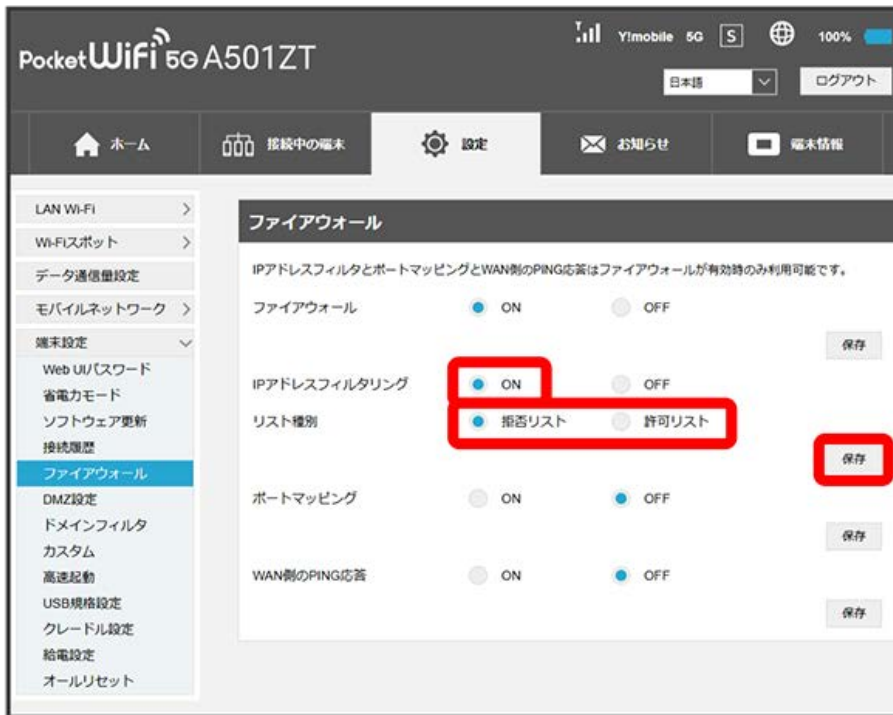 Pocket WiFi 5G A501ZT
Y!mobile 5G S 100%
日本語 ログアウト
ホーム 接続中の端末 設定 お知らせ 端末情報
LAN Wi-Fi
Wi-Fiスポット
データ通信量設定
モバイルネットワーク
端末設定
Web UIパスワード
省電力モード
ソフトウェア更新
接続履歴
ファイアウォール
DMZ設定
ドメインフィルタ
カスタム
高速起動
USB規格設定
クレードル設定
給電設定
オールリセット
ファイアウォール
IPアドレスフィルタとポートマッピングとWAN側のPING応答はファイアウォールが有効時のみ利用可能です。
ファイアウォール ON OFF
保存
IPアドレスフィルタリング ON OFF
リスト種別 拒否リスト 許可リスト
保存
ポートマッピング ON OFF
保存
WAN側のPING応答 ON OFF
保存